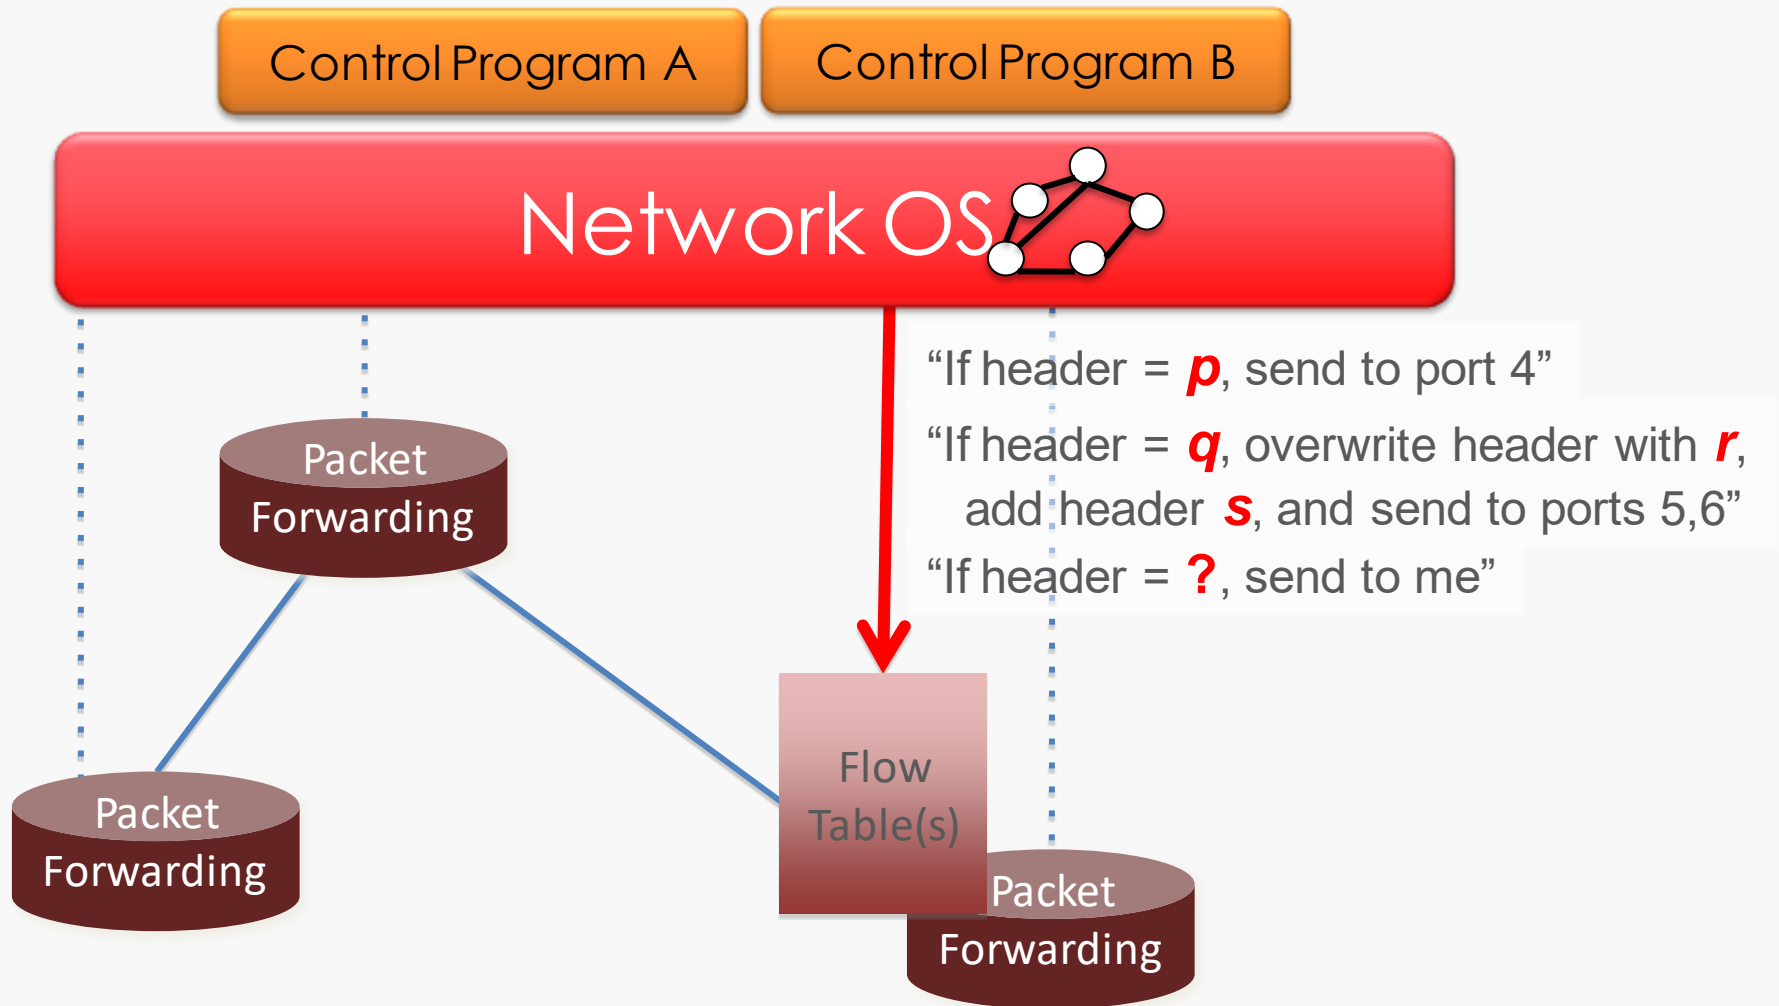 Control Program A
Control Program B
Network OS
“If header = p, send to port 4”
“If header = q, overwrite header with r,
add header s, and send to ports 5,6”
“If header = ?, send to me”
Packet
Forwarding
Flow
Table(s)
Packet
Forwarding
Packet
Forwarding